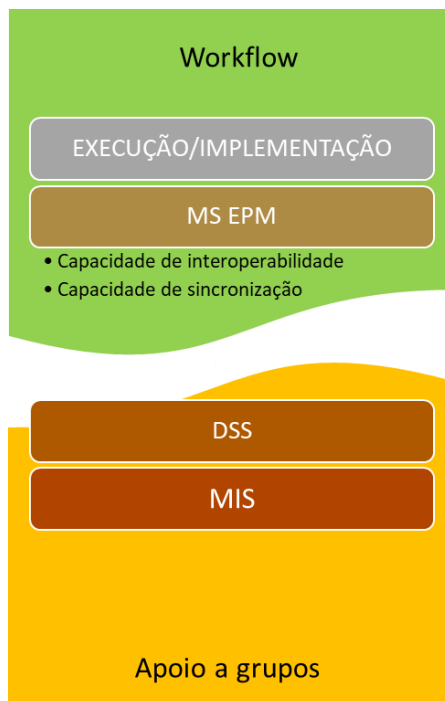 Workflow
EXECUÇÃO/IMPLEMENTAÇÃO
MS EPM
• Capacidade de interoperabilidade
• Capacidade de sincronização
DSS
MIS
Apoio a grupos